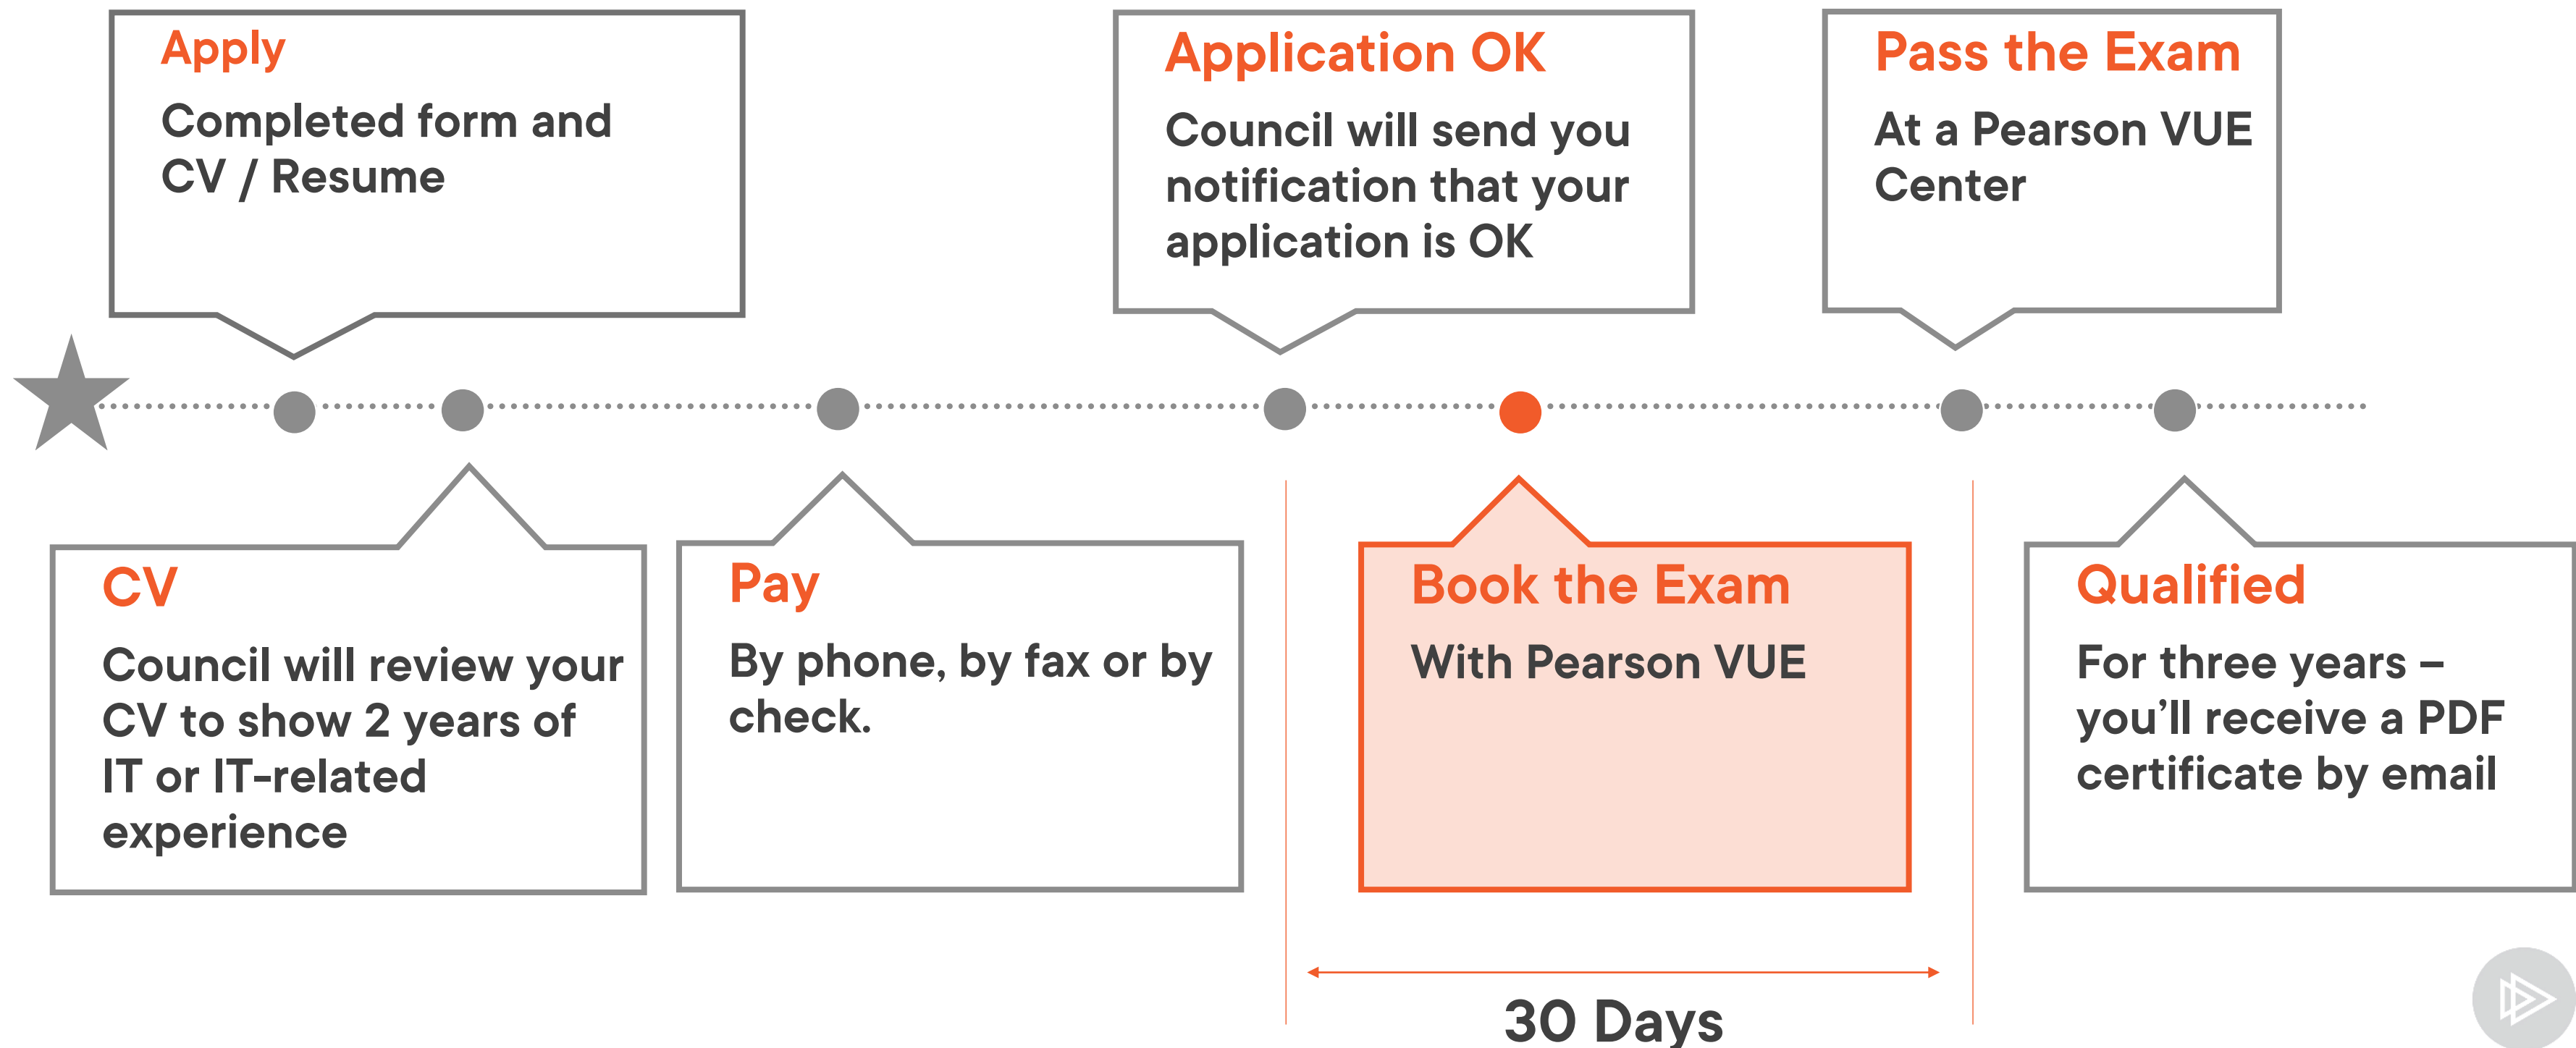 Apply
Completed form and
CV / Resume
CV
Council will review your
CV to show 2 years of
IT or IT-related
experience
Pay
By phone, by fax or by
check.
Application OK
Council will send you
notification that your
application is OK
Book the Exam
With Pearson VUE
30 Days
Pass the Exam
At a Pearson VUE
Center
Qualified
For three years –
you’ll receive a PDF
certificate by email